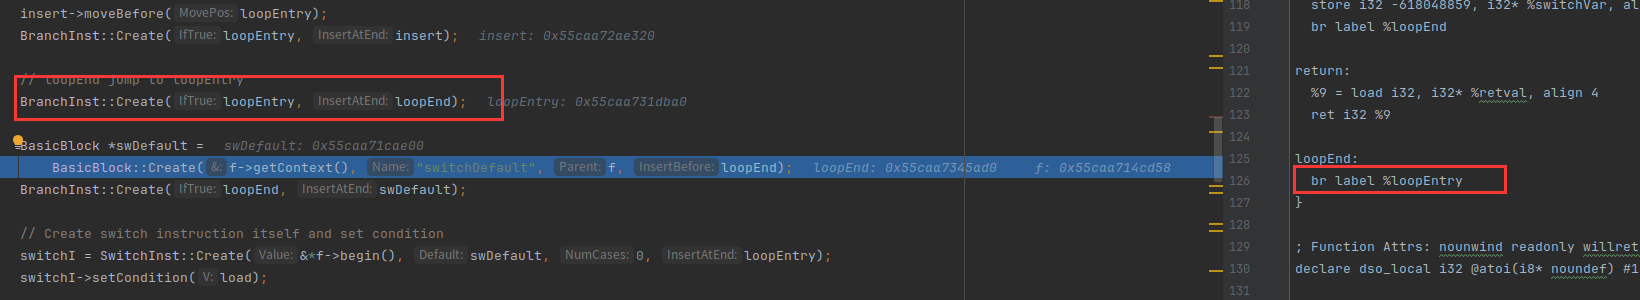 insert->moveBefore( MovePos: loopEntry);
BranchInst::Create( IfTrue: loopEntry, InsertAtEnd: insert); insert: 0x55caa72ae320
// loopEnd jump to loopEntry
BranchInst::Create( IfTrue: loopEntry, InsertAtEnd: loopEnd); loopEntry: 0x55caa731dba0
BasicBlock *swDefault = swDefault: 0x55caa71cae00
BasicBlock::Create( &: f->getContext(), Name: "switchDefault", Parent: f, InsertBefore: loopEnd); loopEnd: 0x55caa7345ad0 f: 0x55caa714cd58
BranchInst::Create( IfTrue: loopEnd, InsertAtEnd: swDefault);
// Create switch instruction itself and set condition
switchI = SwitchInst::Create( Value: &*f->begin(), Default: swDefault, NumCases: 0, InsertAtEnd: loopEntry);
switchI->setCondition( V: load);
118 store i32 -618048859, i32* %switchVar, al
119 br label %loopEnd
120
121 return:
122 %9 = load i32, i32* %retval, align 4
123 ret i32 %9
124
125 loopEnd:
126 br label %loopEntry
127 }
128
129 ; Function Attrs: nounwind readonly willret
130 declare dso_local i32 @atoi(i8* noundef) #1
131